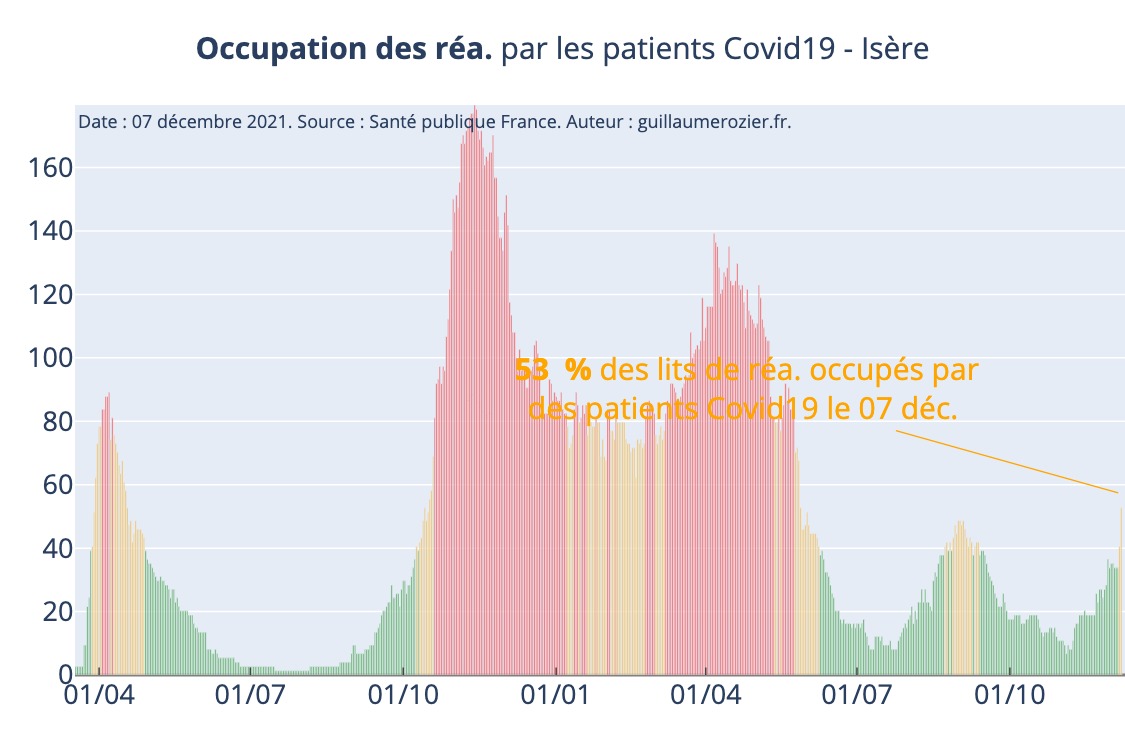 Occupation des réa. par les patients Covid19 - Isère
Date : 07 décembre 2021. Source : Santé publique France. Auteur : guillaumerozier.fr.
160
140
120
100
80
60
40
20
0
53 % des lits de réa. occupés par
des patients Covid19 le 07 déc.
01/04 01/07 01/10 01/01 01/04 01/07 01/10